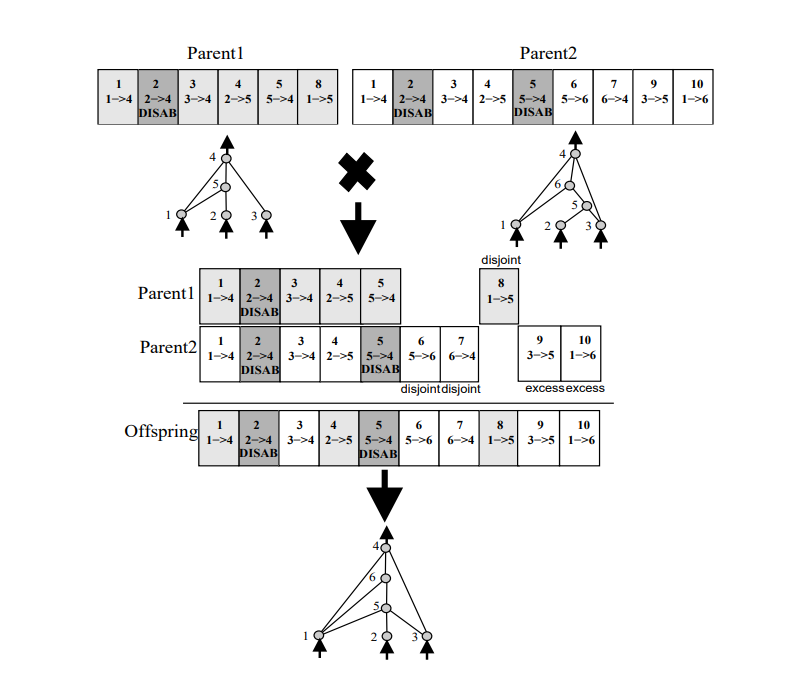 Parent1 Parent2
1 2 3 4 5 8 1 2 3 4 5 6 7 9 10
1−>4 2−>4 3−>4 2−>5 5−>4 1−>5 1−>4 2−>4 3−>4 2−>5 5−>4 5−>6 6−>4 3−>5 1−>6
DISAB DISAB DISAB
4 4
5 6
5
1 2 3 1 2 3
disjoint
Parent1 1 2 3 4 5 8
1−>4 2−>4 3−>4 2−>5 5−>4 1−>5
DISAB
Parent2 1 2 3 4 5 6 7 9 10
1−>4 2−>4 3−>4 2−>5 5−>4 5−>6 6−>4 3−>5 1−>6
DISAB DISAB
disjoint disjoint excess excess
Offspring 1 2 3 4 5 6 7 8 9 10
1−>4 2−>4 3−>4 2−>5 5−>4 5−>6 6−>4 1−>5 3−>5 1−>6
DISAB DISAB
4
6
5
1 2 3